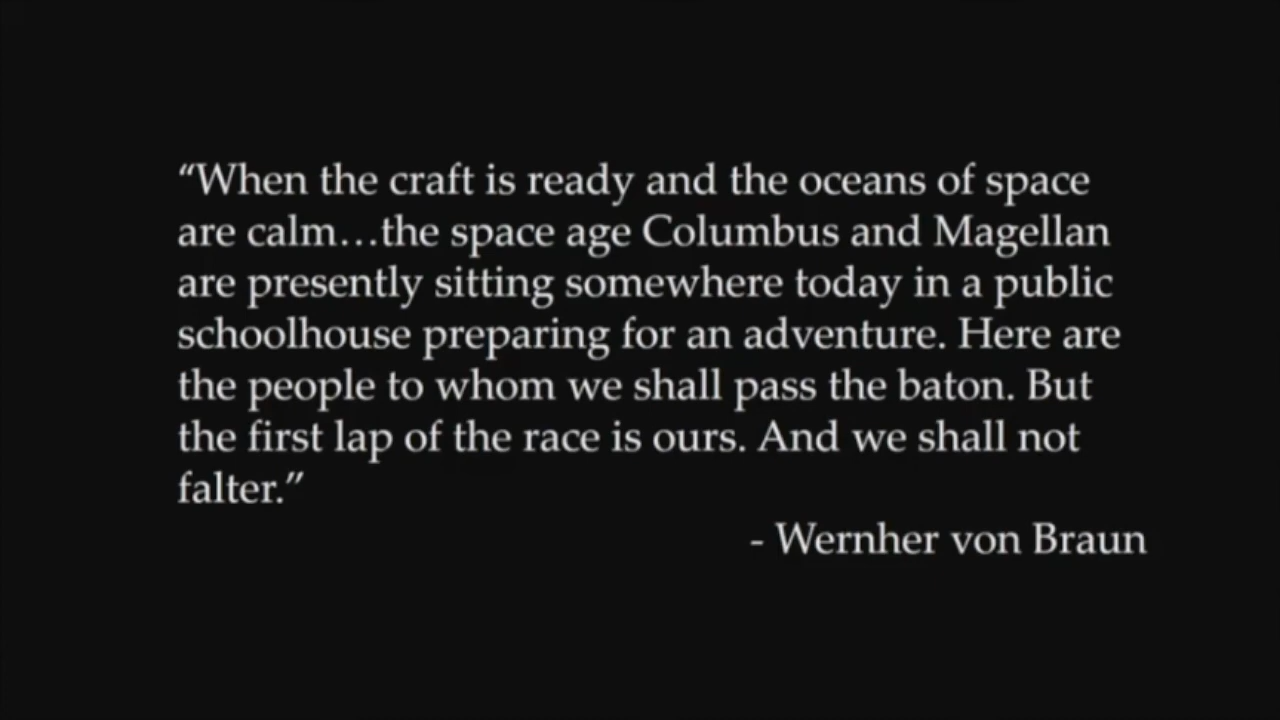 “When the craft is ready and the oceans of space
are calm…the space age Columbus and Magellan
are presently sitting somewhere today in a public
schoolhouse preparing for an adventure. Here are
the people to whom we shall pass the baton. But
the first lap of the race is ours. And we shall not
falter.”
- Wernher von Braun